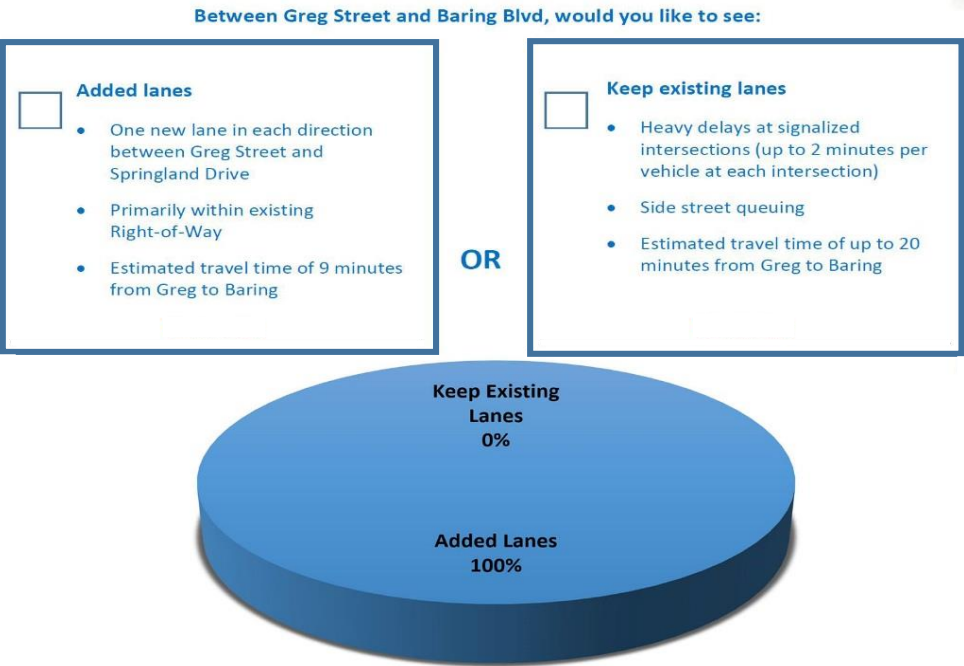 Between Greg Street and Baring Blvd, would you like to see:
Added lanes
• One new lane in each direction
between Greg Street and
Springland Drive
• Primarily within existing
Right-of-Way
• Estimated travel time of 9 minutes
from Greg to Baring
OR
Keep existing lanes
• Heavy delays at signalized
intersections (up to 2 minutes per
vehicle at each intersection)
• Side street queuing
• Estimated travel time of up to 20
minutes from Greg to Baring
Keep Existing
Lanes
0%
Added Lanes
100%